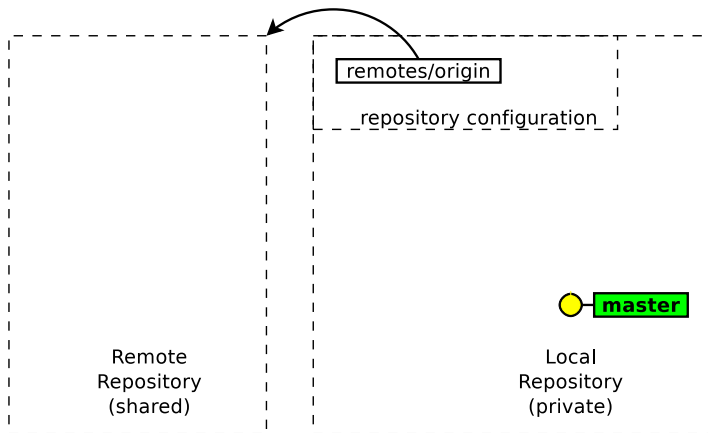 remotes/origin
repository configuration
master
Remote
Repository
(shared)
Local
Repository
(private)